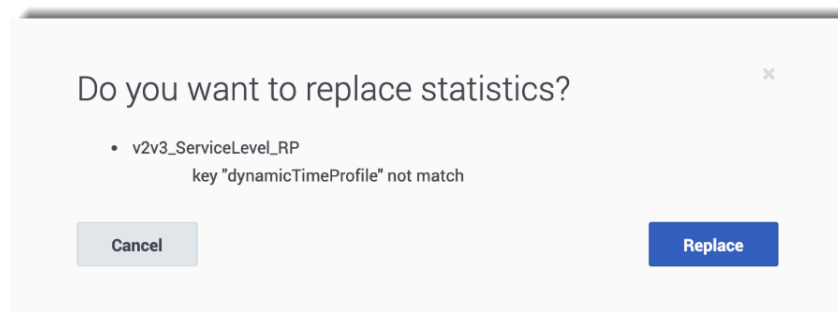 Do you want to replace statistics?
• v2v3_ServiceLevel_RP
key "dynamicTimeProfile" not match
Cancel
Replace